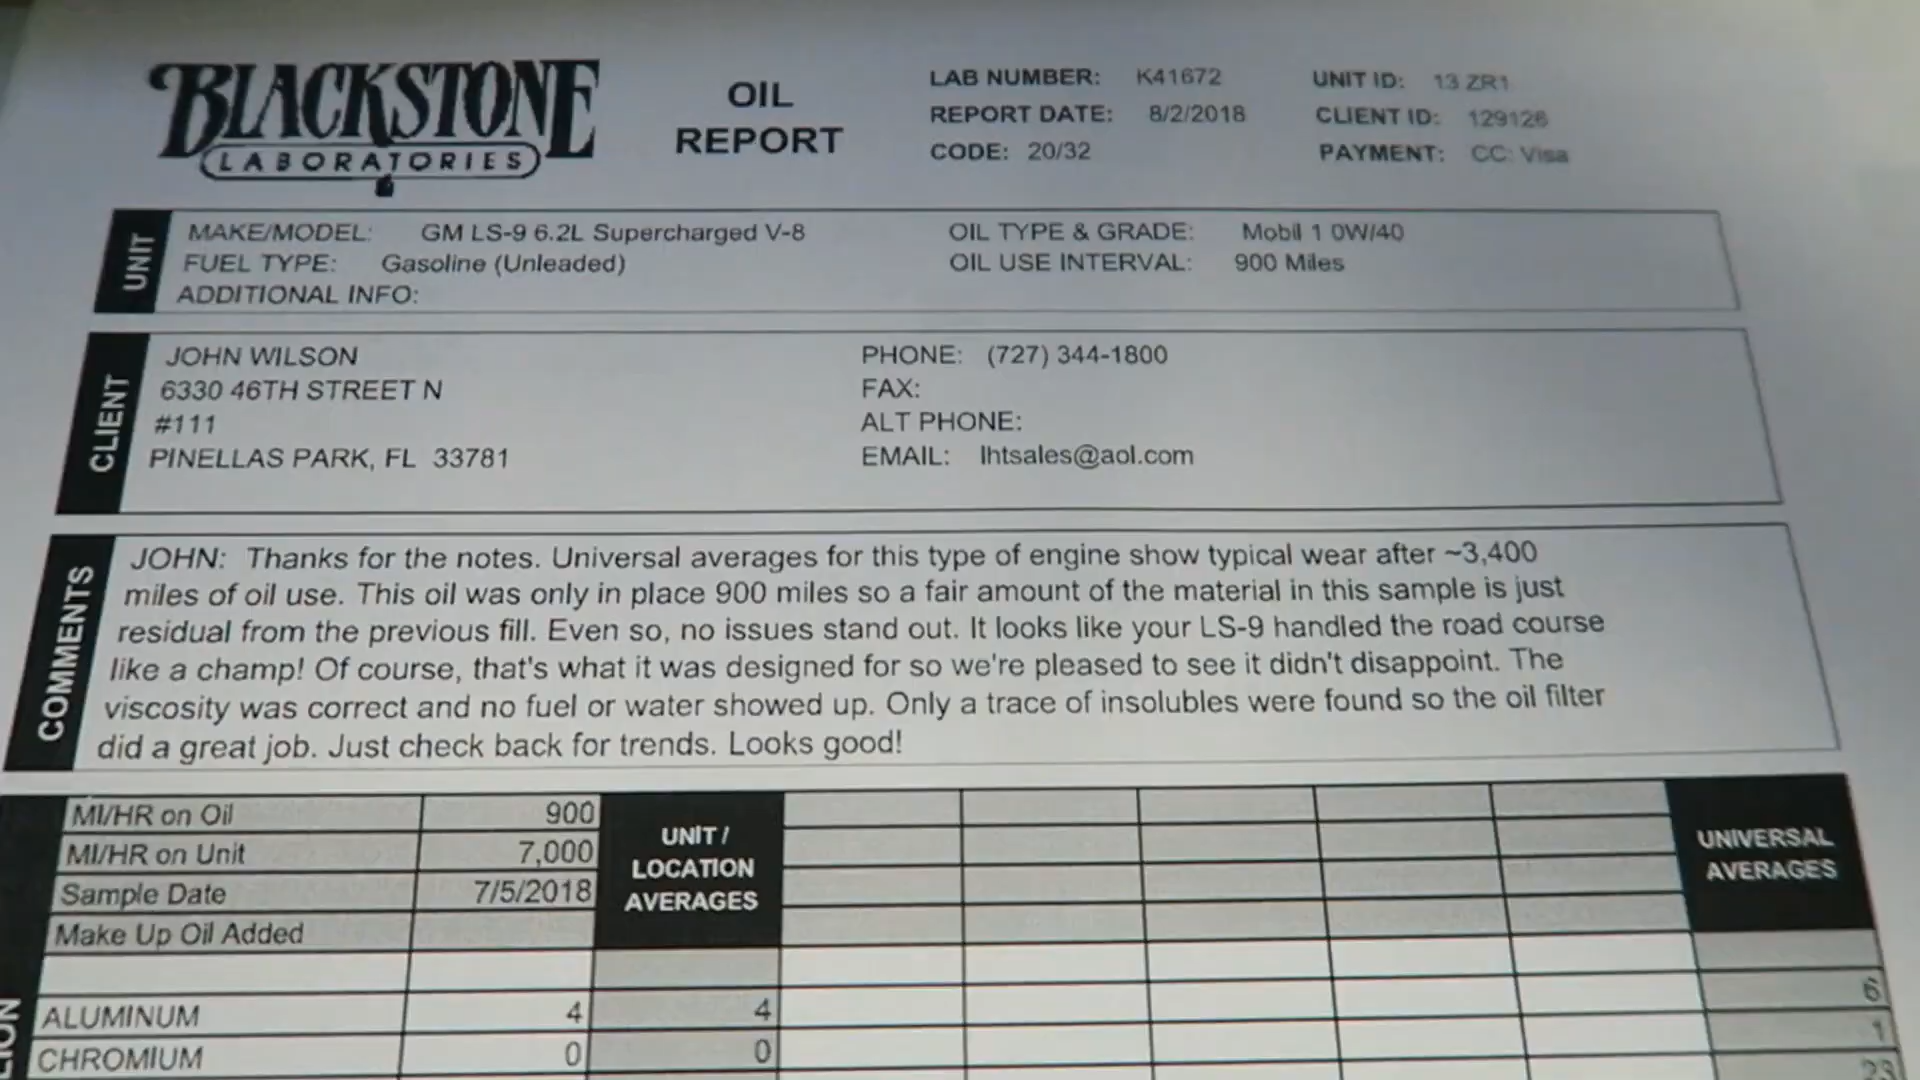 BLACKSTONE
LABORATORIES
OIL
REPORT
LAB NUMBER: K41672
REPORT DATE: 8/2/2018
CODE: 20/32
UNIT ID: 13 ZR1
CLIENT ID: 129126
PAYMENT: CC: Visa
UNIT
MAKE/MODEL: GM LS-9 6.2L Supercharged V-8
FUEL TYPE: Gasoline (Unleaded)
ADDITIONAL INFO:
OIL TYPE & GRADE: Mobil 1 0W/40
OIL USE INTERVAL: 900 Miles
CLIENT
JOHN WILSON
6330 46TH STREET N
#111
PINELLAS PARK, FL 33781
PHONE: (727) 344-1800
FAX:
ALT PHONE:
EMAIL: lhtsales@aol.com
COMMENTS
JOHN: Thanks for the notes. Universal averages for this type of engine show typical wear after ~3,400
miles of oil use. This oil was only in place 900 miles so a fair amount of the material in this sample is just
residual from the previous fill. Even so, no issues stand out. It looks like your LS-9 handled the road course
like a champ! Of course, that's what it was designed for so we're pleased to see it didn't disappoint. The
viscosity was correct and no fuel or water showed up. Only a trace of insolubles were found so the oil filter
did a great job. Just check back for trends. Looks good!
MI/HR on Oil 900
MI/HR on Unit 7,000
Sample Date 7/5/2018
Make Up Oil Added
UNIT /
LOCATION
AVERAGES
UNIVERSAL
AVERAGES
ALUMINUM 4 4 6
CHROMIUM 0 0 1
23